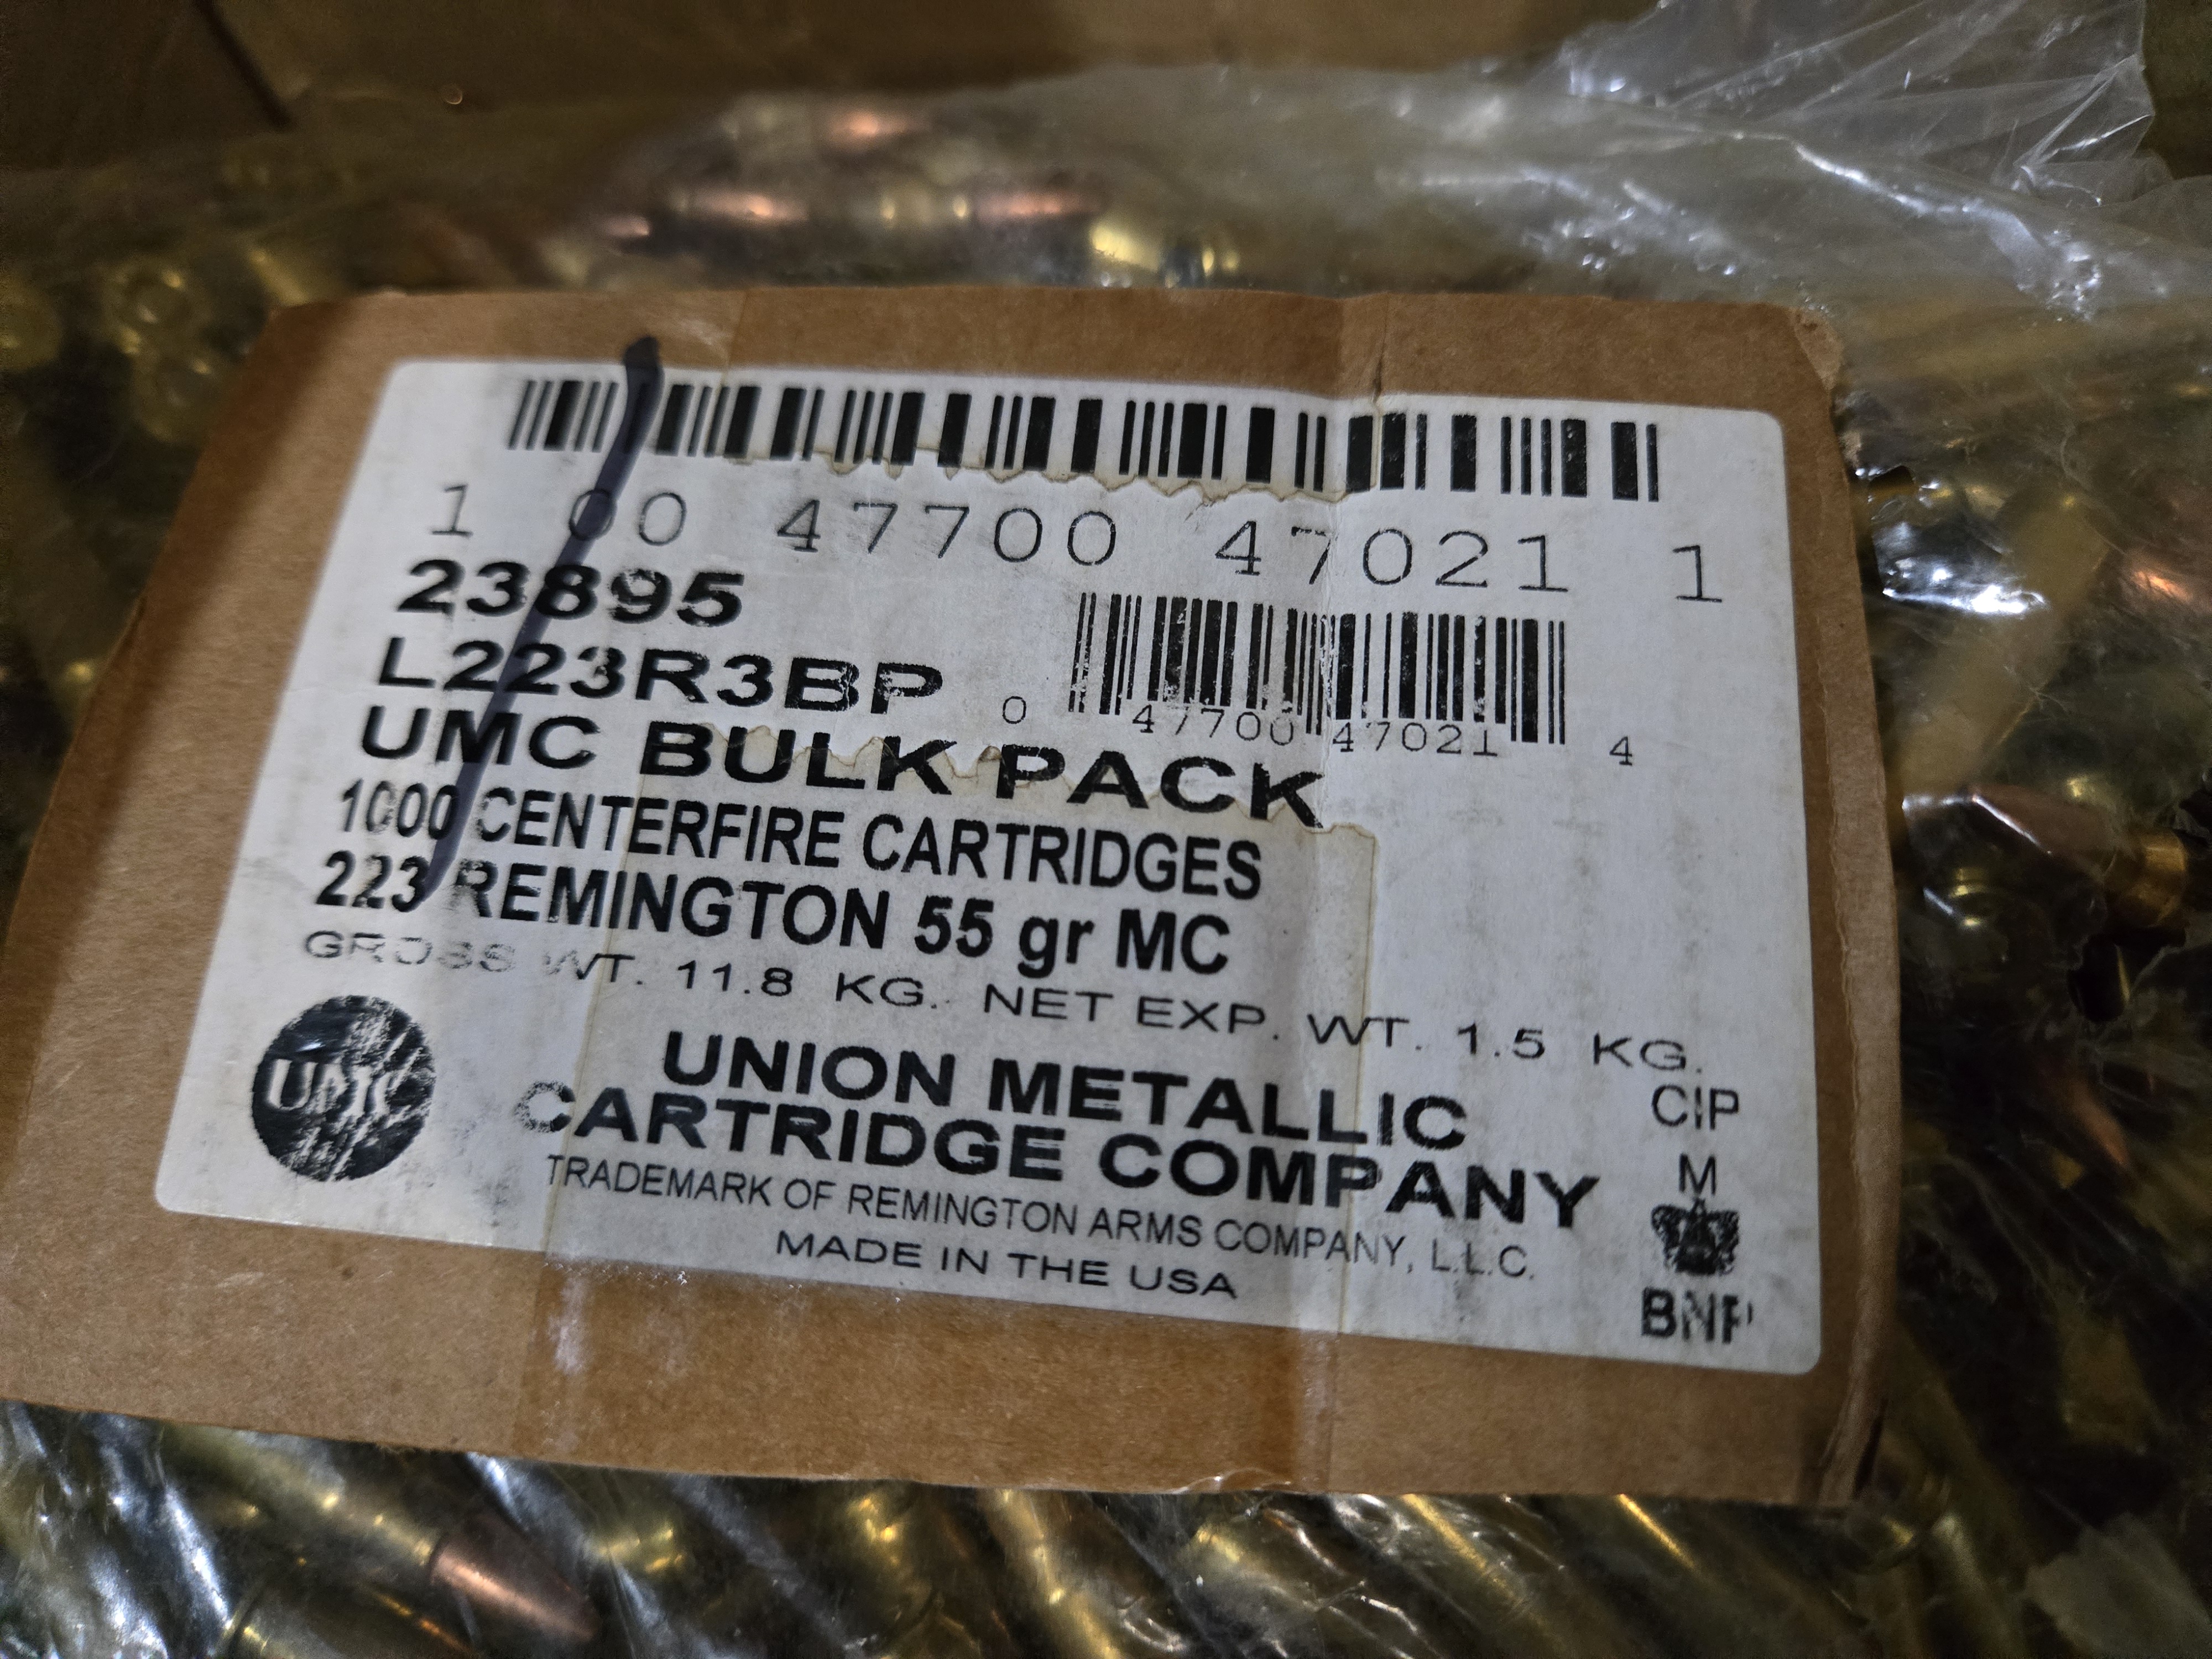 1 00 47700 47021 1
23895
L223R3BP
0 47700 47021 4
UMC BULK PACK
1000 CENTERFIRE CARTRIDGES
223 REMINGTON 55 gr MC
GROSS WT. 11.8 KG. NET EXP. WT. 1.5 KG.
UMC
UNION METALLIC
CARTRIDGE COMPANY
TRADEMARK OF REMINGTON ARMS COMPANY, L.L.C.
MADE IN THE USA
CIP
M
BNP